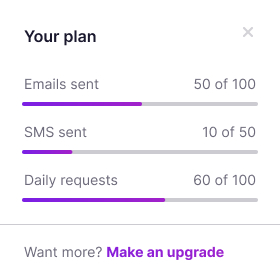 Your plan
Emails sent 50 of 100
SMS sent 10 of 50
Daily requests 60 of 100
Want more? Make an upgrade